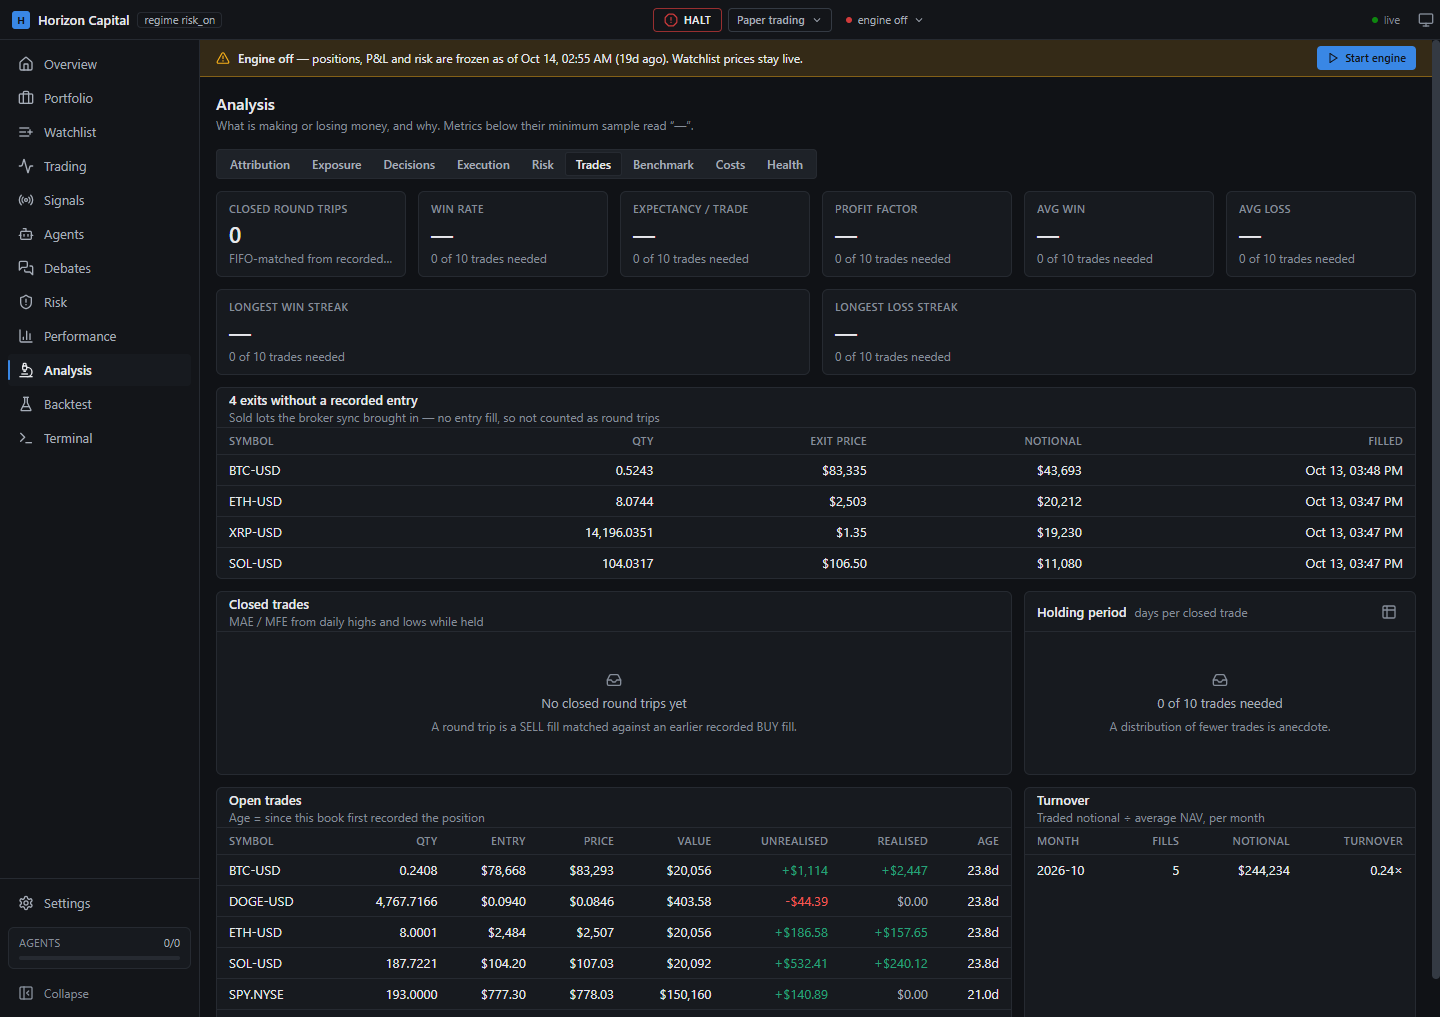 H Horizon Capital regime risk_on HALT Paper trading engine off live
Overview
Portfolio
Watchlist
Trading
Signals
Agents
Debates
Risk
Performance
Analysis
Backtest
Terminal
Settings
AGENTS 0/0
Collapse
Engine off — positions, P&L and risk are frozen as of Oct 14, 02:55 AM (19d ago). Watchlist prices stay live. Start engine
Analysis
What is making or losing money, and why. Metrics below their minimum sample read “—”.
Attribution Exposure Decisions Execution Risk Trades Benchmark Costs Health
CLOSED ROUND TRIPS WIN RATE EXPECTANCY / TRADE PROFIT FACTOR AVG WIN AVG LOSS
0 — — — — —
FIFO-matched from recorded... 0 of 10 trades needed 0 of 10 trades needed 0 of 10 trades needed 0 of 10 trades needed 0 of 10 trades needed
LONGEST WIN STREAK LONGEST LOSS STREAK
— —
0 of 10 trades needed 0 of 10 trades needed
4 exits without a recorded entry
Sold lots the broker sync brought in — no entry fill, so not counted as round trips
SYMBOL QTY EXIT PRICE NOTIONAL FILLED
BTC-USD 0.5243 $83,335 $43,693 Oct 13, 03:48 PM
ETH-USD 8.0744 $2,503 $20,212 Oct 13, 03:47 PM
XRP-USD 14,196.0351 $1.35 $19,230 Oct 13, 03:47 PM
SOL-USD 104.0317 $106.50 $11,080 Oct 13, 03:47 PM
Closed trades
MAE / MFE from daily highs and lows while held
No closed round trips yet
A round trip is a SELL fill matched against an earlier recorded BUY fill.
Holding period days per closed trade
0 of 10 trades needed
A distribution of fewer trades is anecdote.
Open trades
Age = since this book first recorded the position
SYMBOL QTY ENTRY PRICE VALUE UNREALISED REALISED AGE
BTC-USD 0.2408 $78,668 $83,293 $20,056 +$1,114 +$2,447 23.8d
DOGE-USD 4,767.7166 $0.0940 $0.0846 $403.58 -$44.39 $0.00 23.8d
ETH-USD 8.0001 $2,484 $2,507 $20,056 +$186.58 +$157.65 23.8d
SOL-USD 187.7221 $104.20 $107.03 $20,092 +$532.41 +$240.12 23.8d
SPY.NYSE 193.0000 $777.30 $778.03 $150,160 +$140.89 $0.00 21.0d
Turnover
Traded notional ÷ average NAV, per month
MONTH FILLS NOTIONAL TURNOVER
2026-10 5 $244,234 0.24×